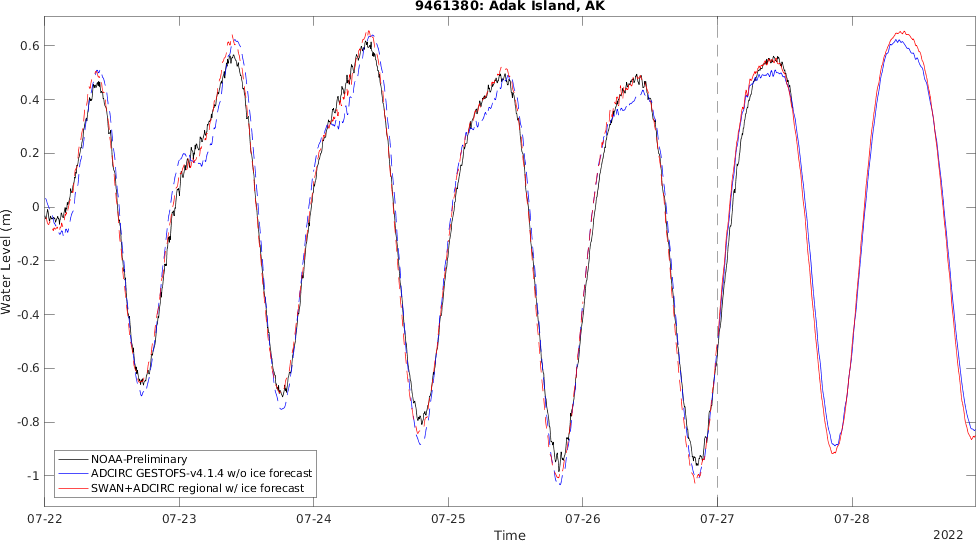 9461380: Adak Island, AK
Water Level (m)
0.6
0.4
0.2
0
-0.2
-0.4
-0.6
-0.8
-1
NOAA-Preliminary
ADCIRC GESTOFS-v4.1.4 w/o ice forecast
SWAN+ADCIRC regional w/ ice forecast
07-22 07-23 07-24 07-25 07-26 07-27 07-28
Time
2022